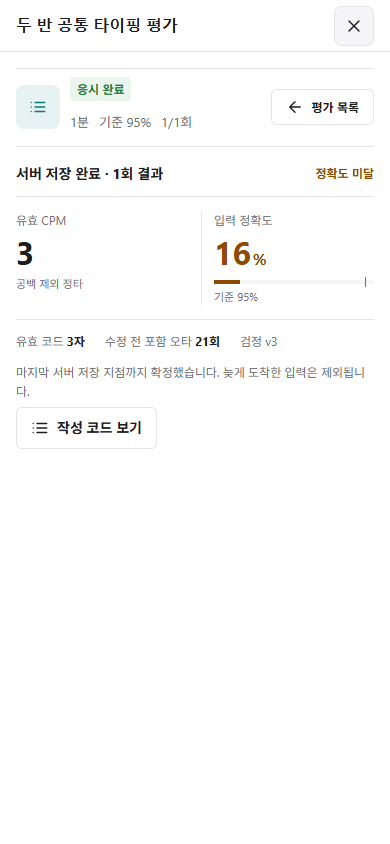 두 반 공통 타이핑 평가
응시 완료
1분 기준 95% 1/1회
평가 목록
서버 저장 완료 · 1회 결과
정확도 미달
유효 CPM
3
공백 제외 정타
입력 정확도
16%
기준 95%
유효 코드 3자 수정 전 포함 오타 21회 검정 v3
마지막 서버 저장 지점까지 확정했습니다. 늦게 도착한 입력은 제외됩니
다.
작성 코드 보기